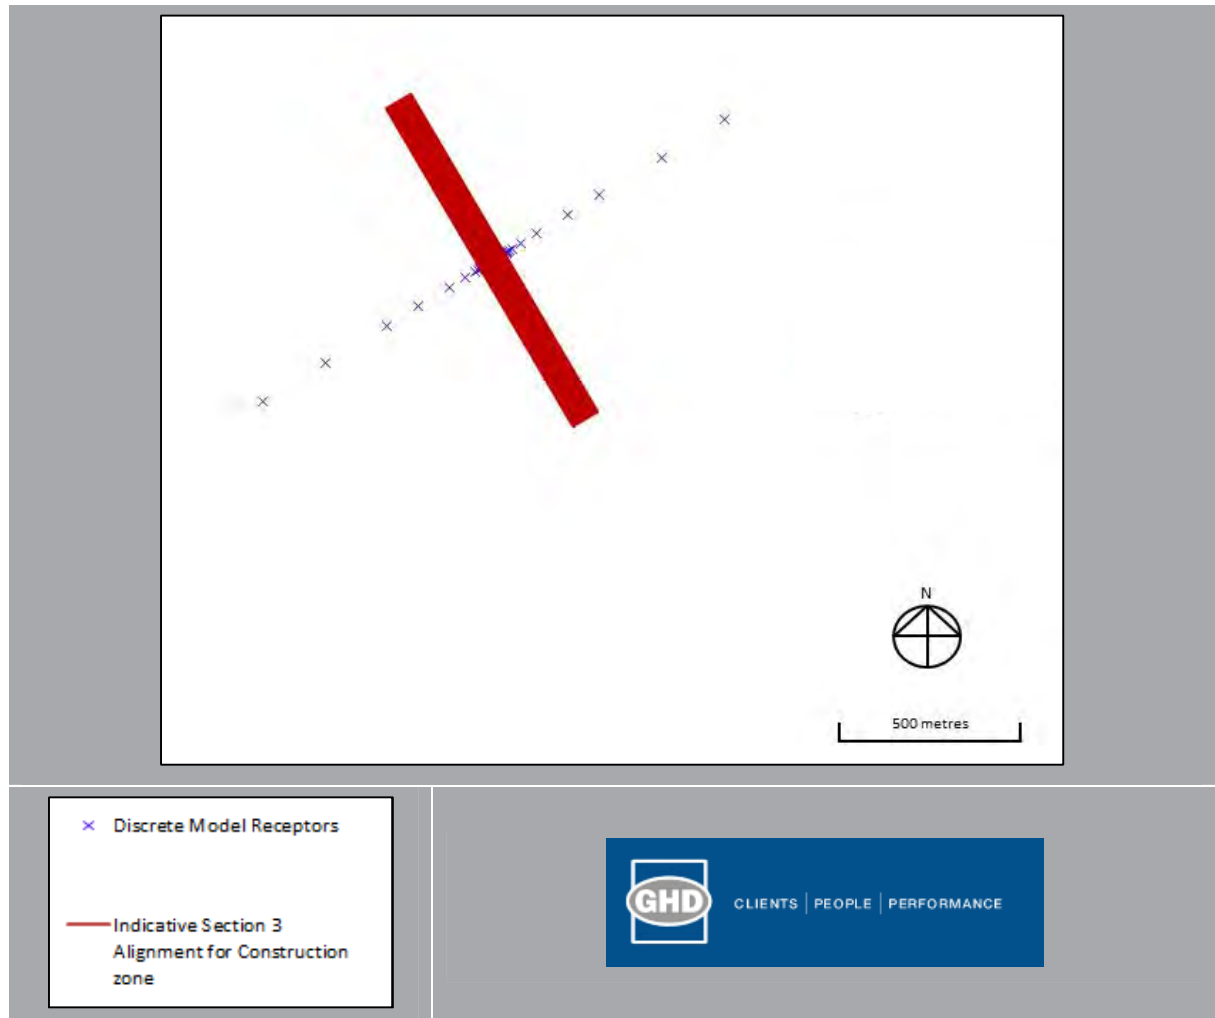 N
500 metres
Discrete Model Receptors
Indicative Section 3
Alignment for Construction
zone
GHD
CLIENTS | PEOPLE | PERFORMANCE